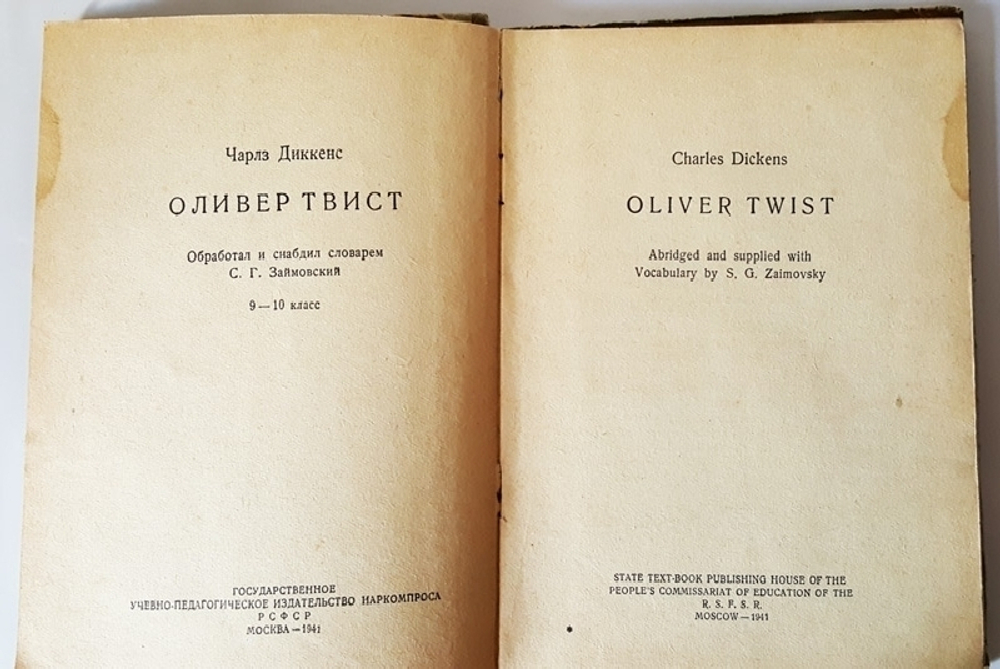 Чарлз Диккенс
ОЛИВЕР ТВИСТ
Обработал и снабдил словарем
С. Г. Займовский
9—10 класс
ГОСУДАРСТВЕННОЕ
УЧЕБНО-ПЕДАГОГИЧЕСКОЕ ИЗДАТЕЛЬСТВО НАРКОМПРОСА
РСФСР
МОСКВА — 1941
Charles Dickens
OLIVER TWIST
Abridged and supplied with
Vocabulary by S. G. Zaimovsky
STATE TEXT-BOOK PUBLISHING HOUSE OF THE
PEOPLE'S COMMISSARIAT OF EDUCATION OF THE
R. S. F. S. R.
MOSCOW — 1941